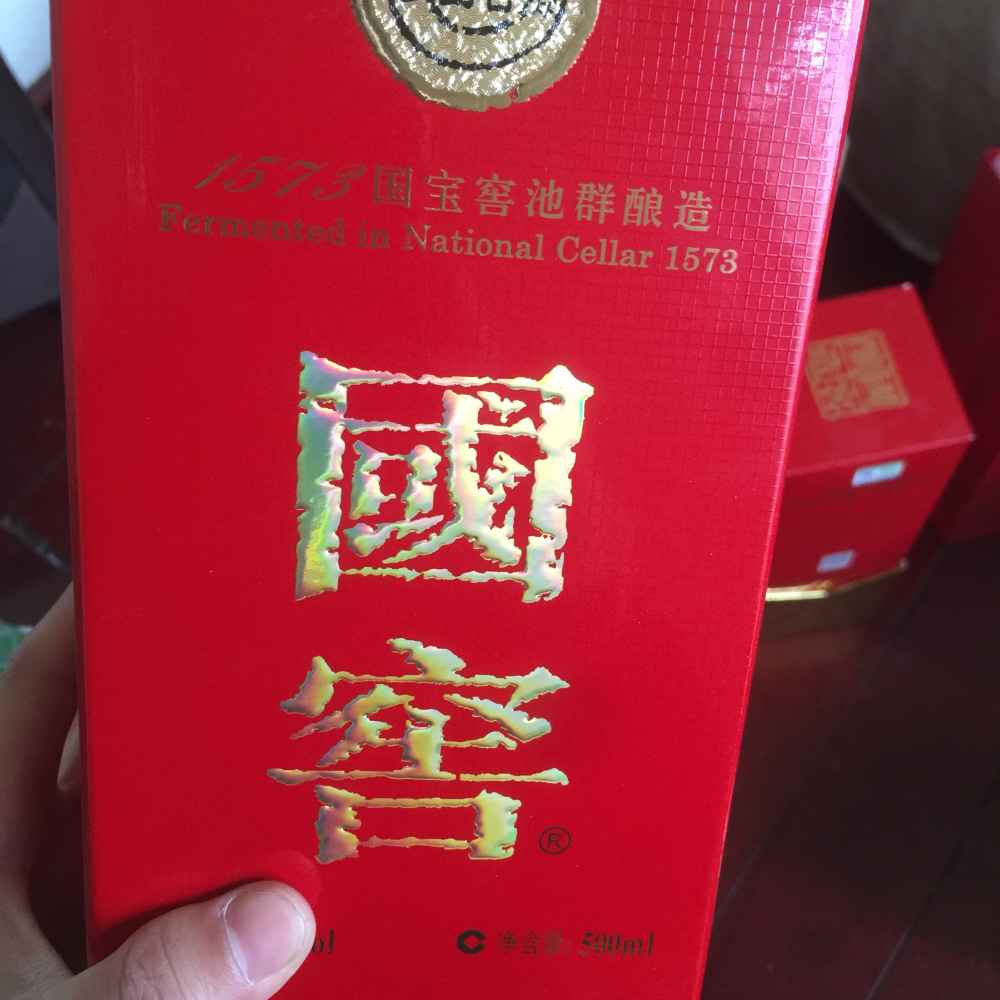 1573国宝窖池群酿造
Fermented in National Cellar 1573
國
窖
®
净含量: 500ml